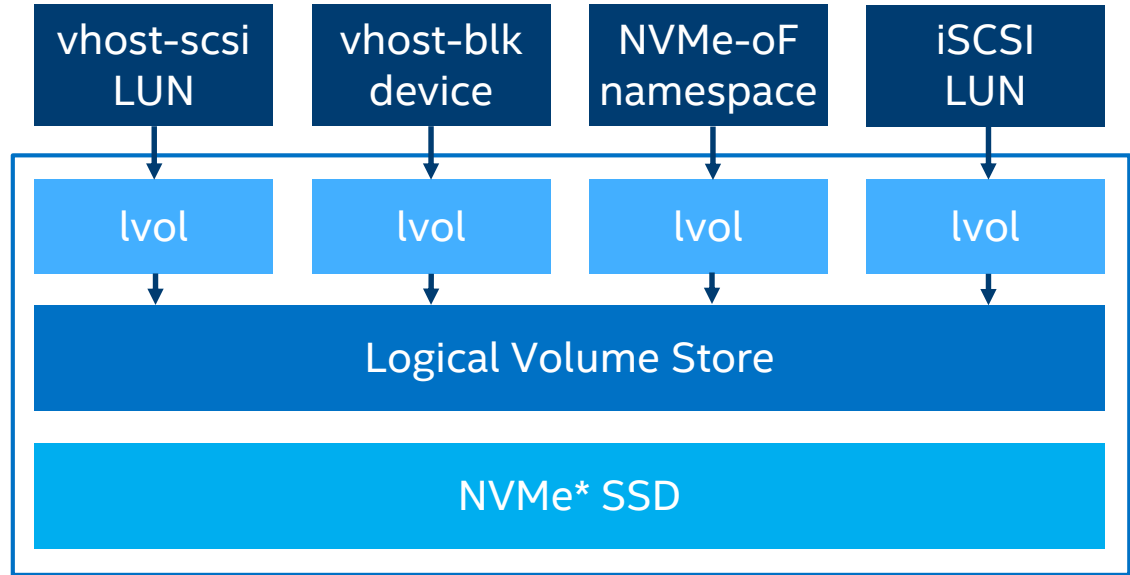 vhost-scsi
LUN
vhost-blk
device
NVMe-oF
namespace
iSCSI
LUN
lvol
lvol
lvol
lvol
Logical Volume Store
NVMe* SSD